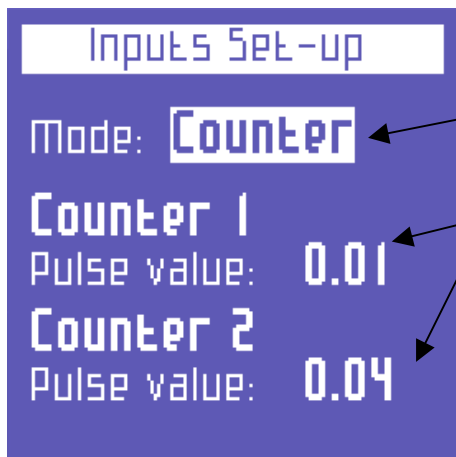 Inputs Set-up
Mode: Counter
Counter 1
Pulse value: 0.01
Counter 2
Pulse value: 0.04